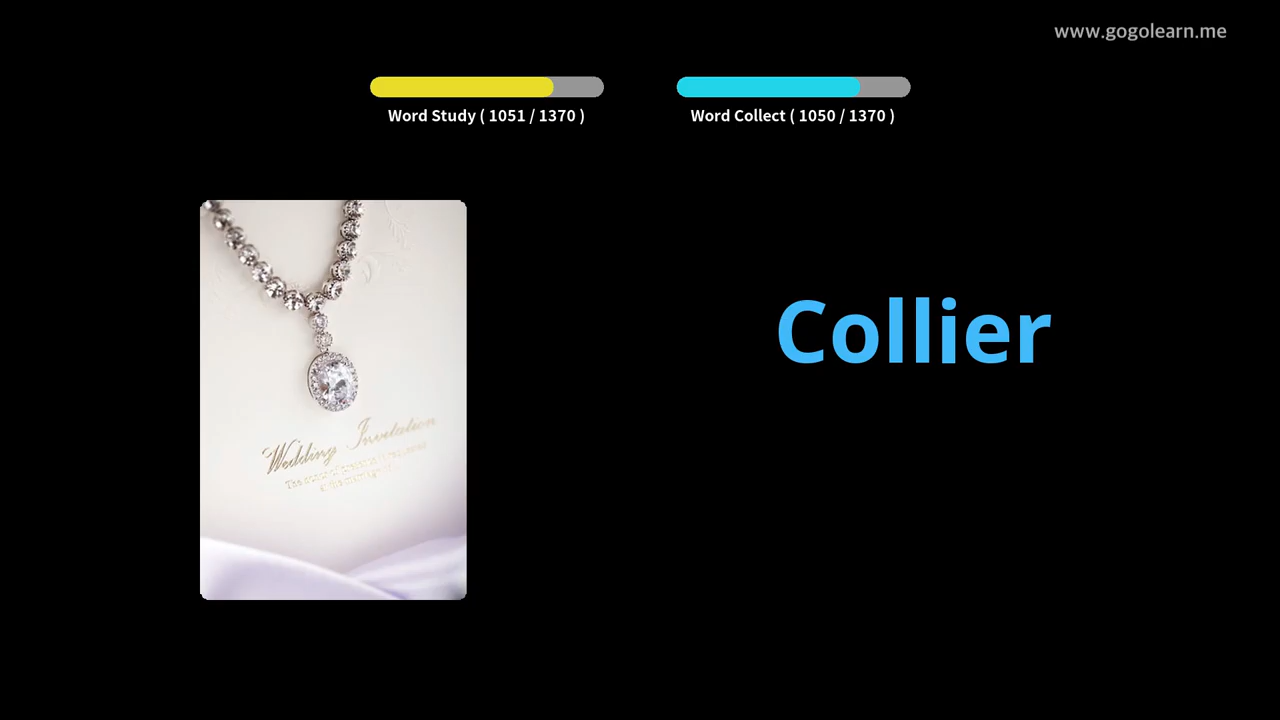 www.gogolearn.me
Word Study ( 1051 / 1370 )
Word Collect ( 1050 / 1370 )
Collier
Wedding Invitation